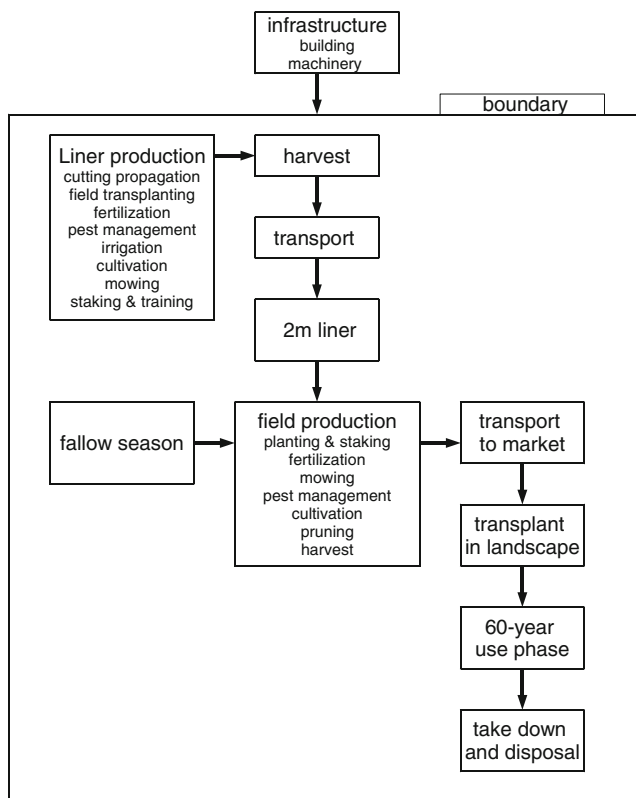 infrastructure
building
machinery
boundary
Liner production
cutting propagation
field transplanting
fertilization
pest management
irrigation
cultivation
mowing
staking & training
harvest
transport
2m liner
fallow season
field production
planting & staking
fertilization
mowing
pest management
cultivation
pruning
harvest
transport
to market
transplant
in landscape
60-year
use phase
take down
and disposal